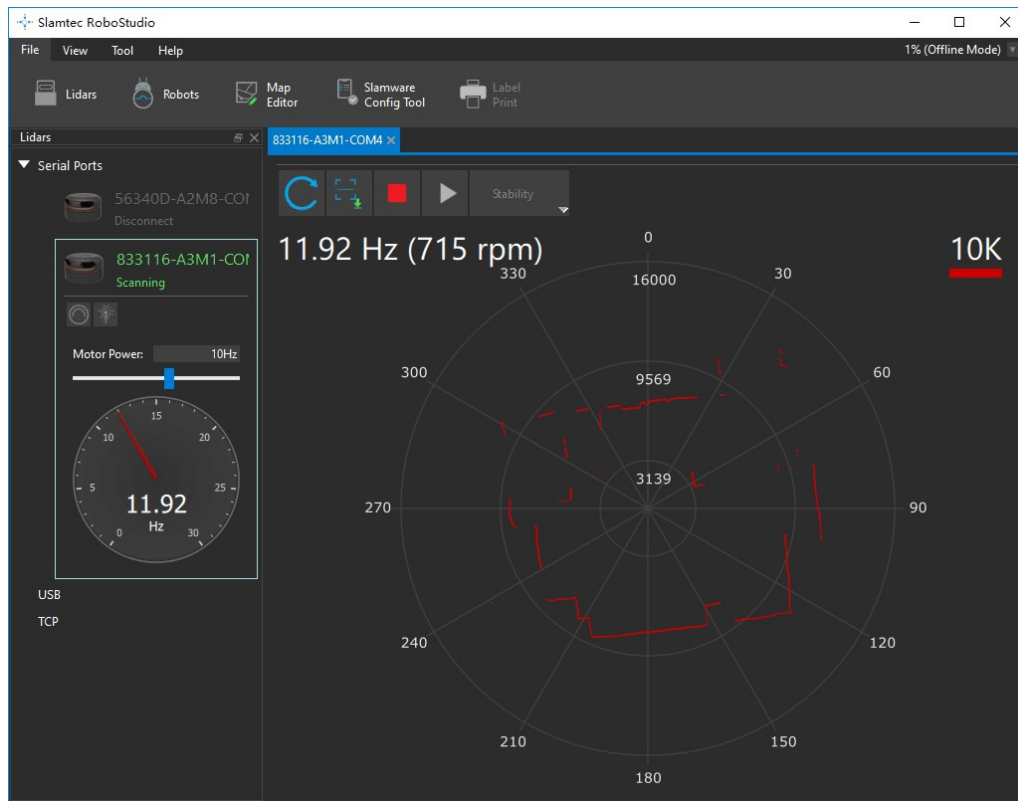 Slamtec RoboStudio
File View Tool Help 1% (Offline Mode)
Lidars Robots Map Editor Slamware Config Tool Label Print
Lidars
833116-A3M1-COM4
Serial Ports
56340D-A2M8-CO
Disconnect
833116-A3M1-CO
Scanning
Motor Power: 10Hz
15
10 20
5 25
11.92
Hz
0 30
USB
TCP
Stability
11.92 Hz (715 rpm)
10K
0
330 30
16000
300 60
9569
3139
270 90
240 120
210 150
180